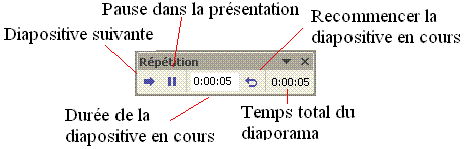 Pause dans la présentation
Recommencer la
diapositive en cours
Diapositive suivante
Répétition
0:00:05
0:00:05
Durée de la
diapositive en cours
Temps total du
diaporama